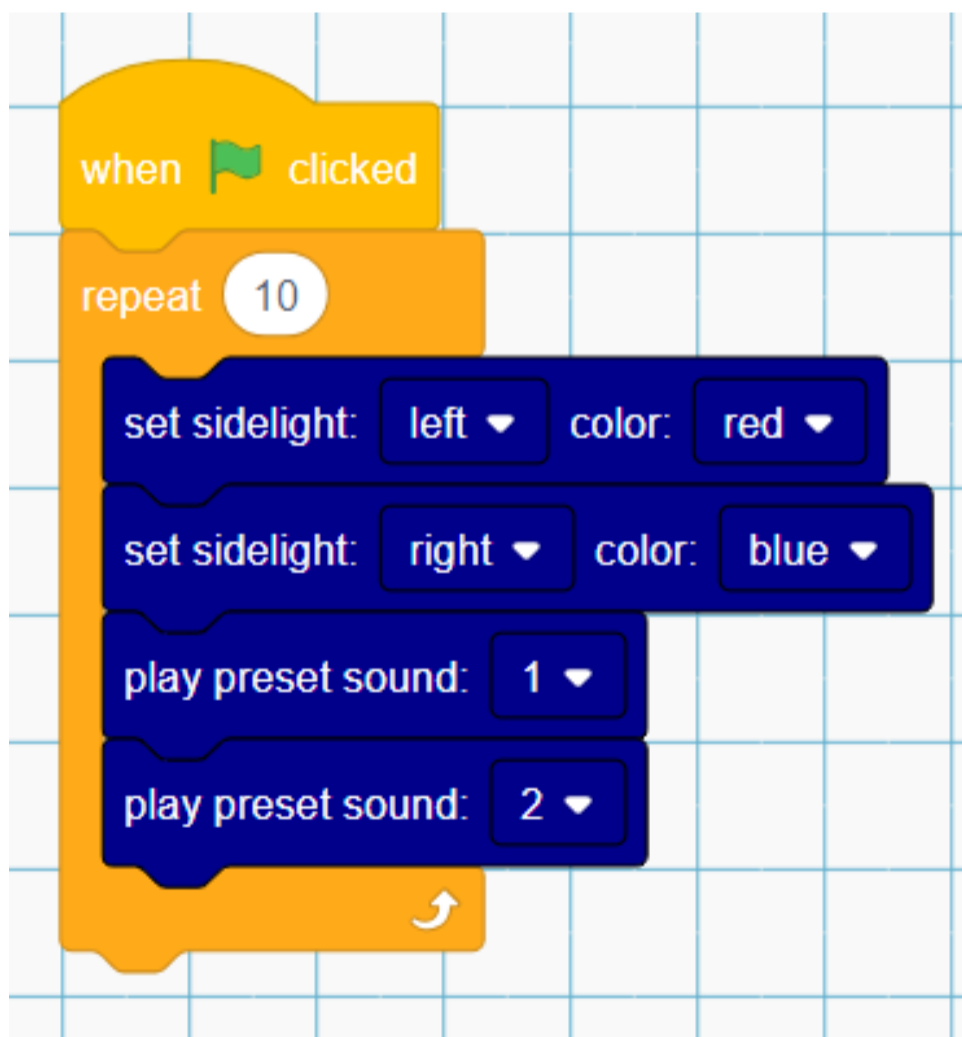 when clicked
repeat 10
set sidelight: left color: red
set sidelight: right color: blue
play preset sound: 1
play preset sound: 2